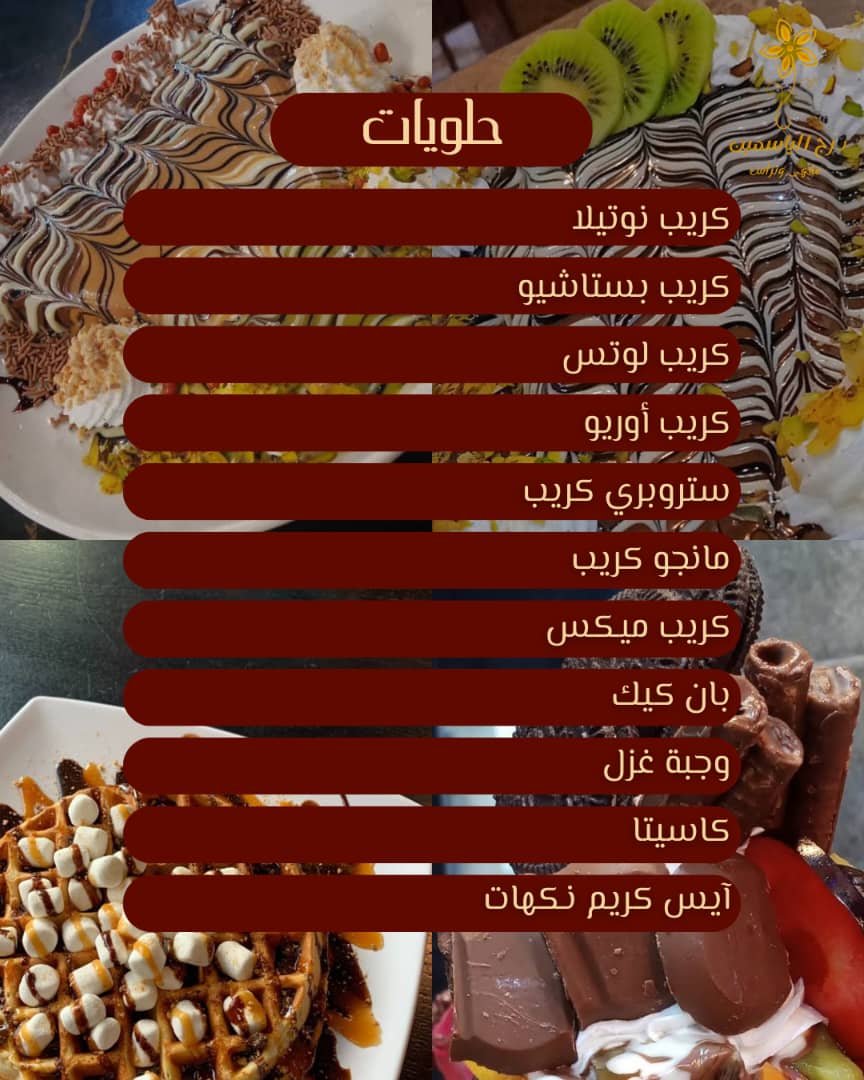 حلويات
كريب نوتيلا
كريب بستاشيو
كريب لوتس
كريب أوريو
ستروبري كريب
مانجو كريب
كريب ميكس
بان كيك
وجبة غزل
كاسيتا
آيس كريم نكهات